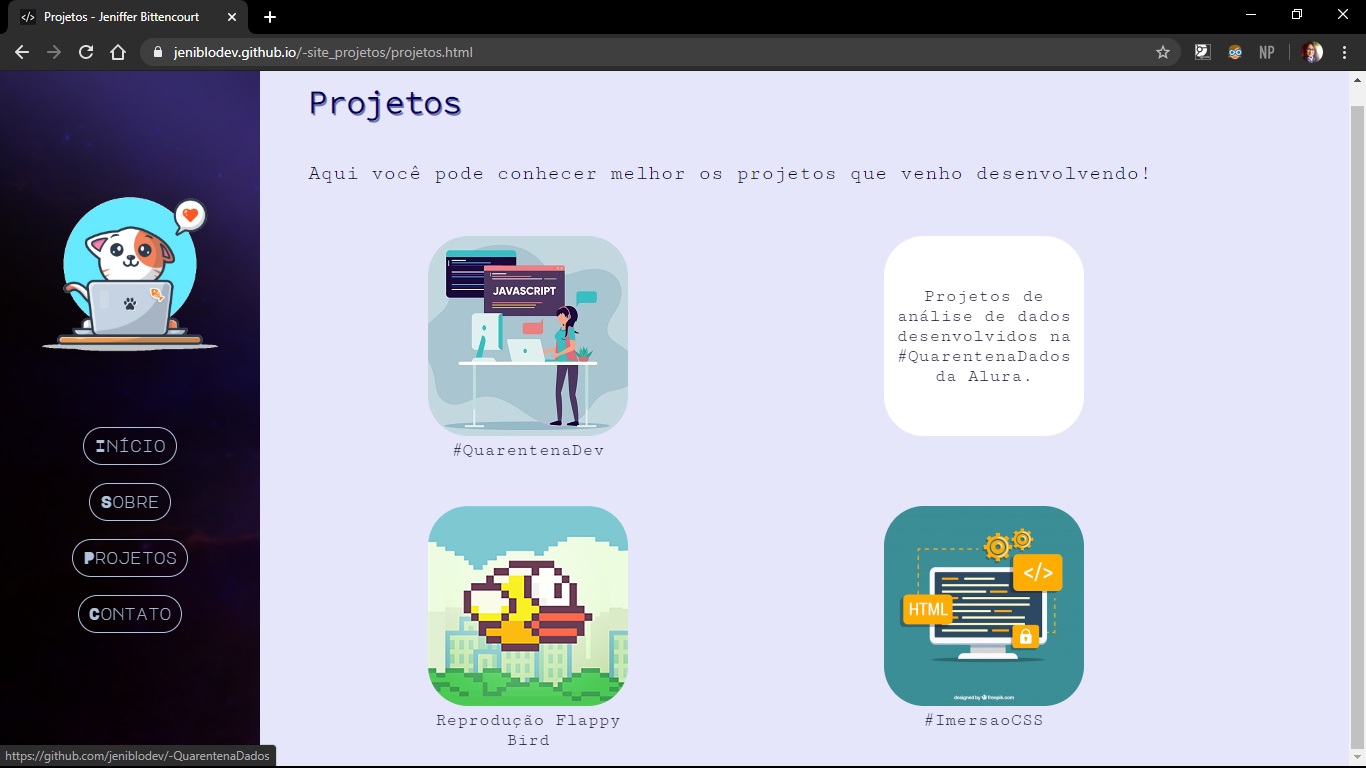 </> Projetos - Jeniffer Bittencourt
jeniblodev.github.io/-site_projetos/projetos.html
NP
INÍCIO
SOBRE
PROJETOS
CONTATO
Projetos
Aqui você pode conhecer melhor os projetos que venho desenvolvendo!
JAVASCRIPT
#QuarentenaDev
Projetos de
análise de dados
desenvolvidos na
#QuarentenaDados
da Alura.
Reprodução Flappy
Bird
</>
HTML
designed by freepik.com
#ImersaoCSS
https://github.com/jeniblodev/-QuarentenaDados